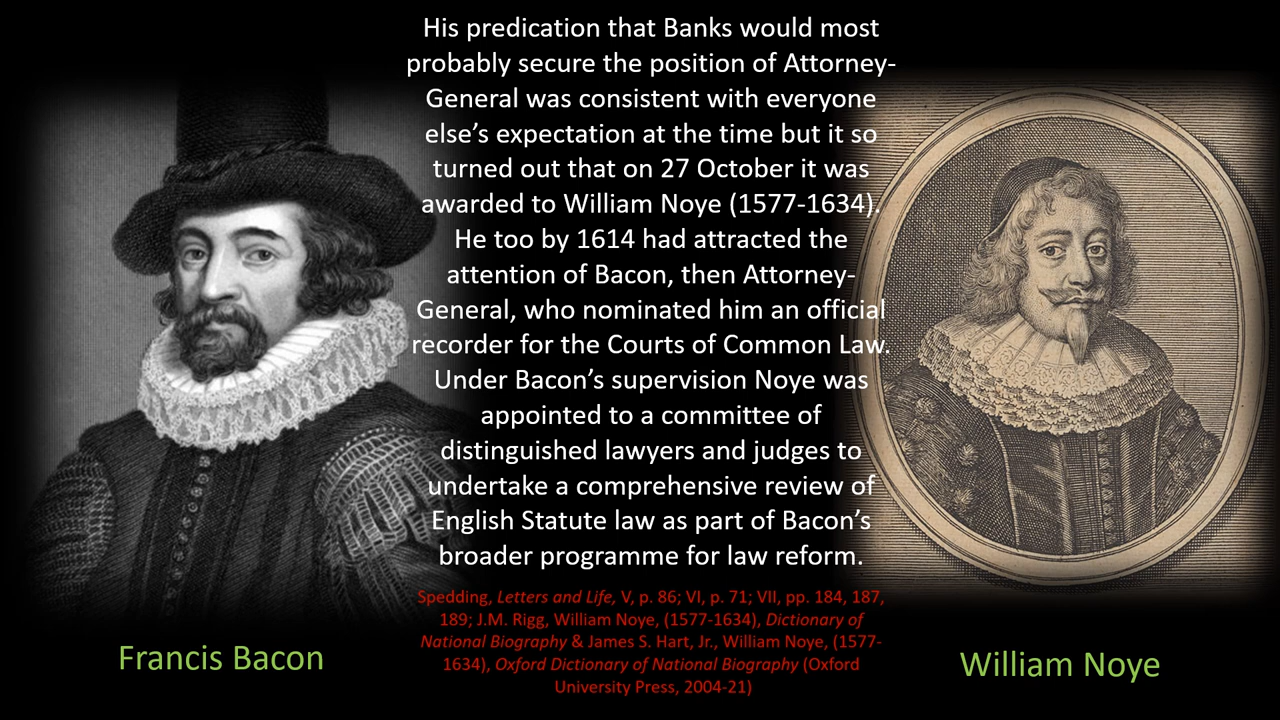 His predication that Banks would most
probably secure the position of Attorney-
General was consistent with everyone
else’s expectation at the time but it so
turned out that on 27 October it was
awarded to William Noye (1577-1634).
He too by 1614 had attracted the
attention of Bacon, then Attorney-
General, who nominated him an official
recorder for the Courts of Common Law.
Under Bacon’s supervision Noye was
appointed to a committee of
distinguished lawyers and judges to
undertake a comprehensive review of
English Statute law as part of Bacon’s
broader programme for law reform.
Spedding, Letters and Life, V, p. 86; VI, p. 71; VII, pp. 184, 187,
189; J.M. Rigg, William Noye, (1577-1634), Dictionary of
National Biography & James S. Hart, Jr., William Noye, (1577-
1634), Oxford Dictionary of National Biography (Oxford
University Press, 2004-21)
Francis Bacon
William Noye